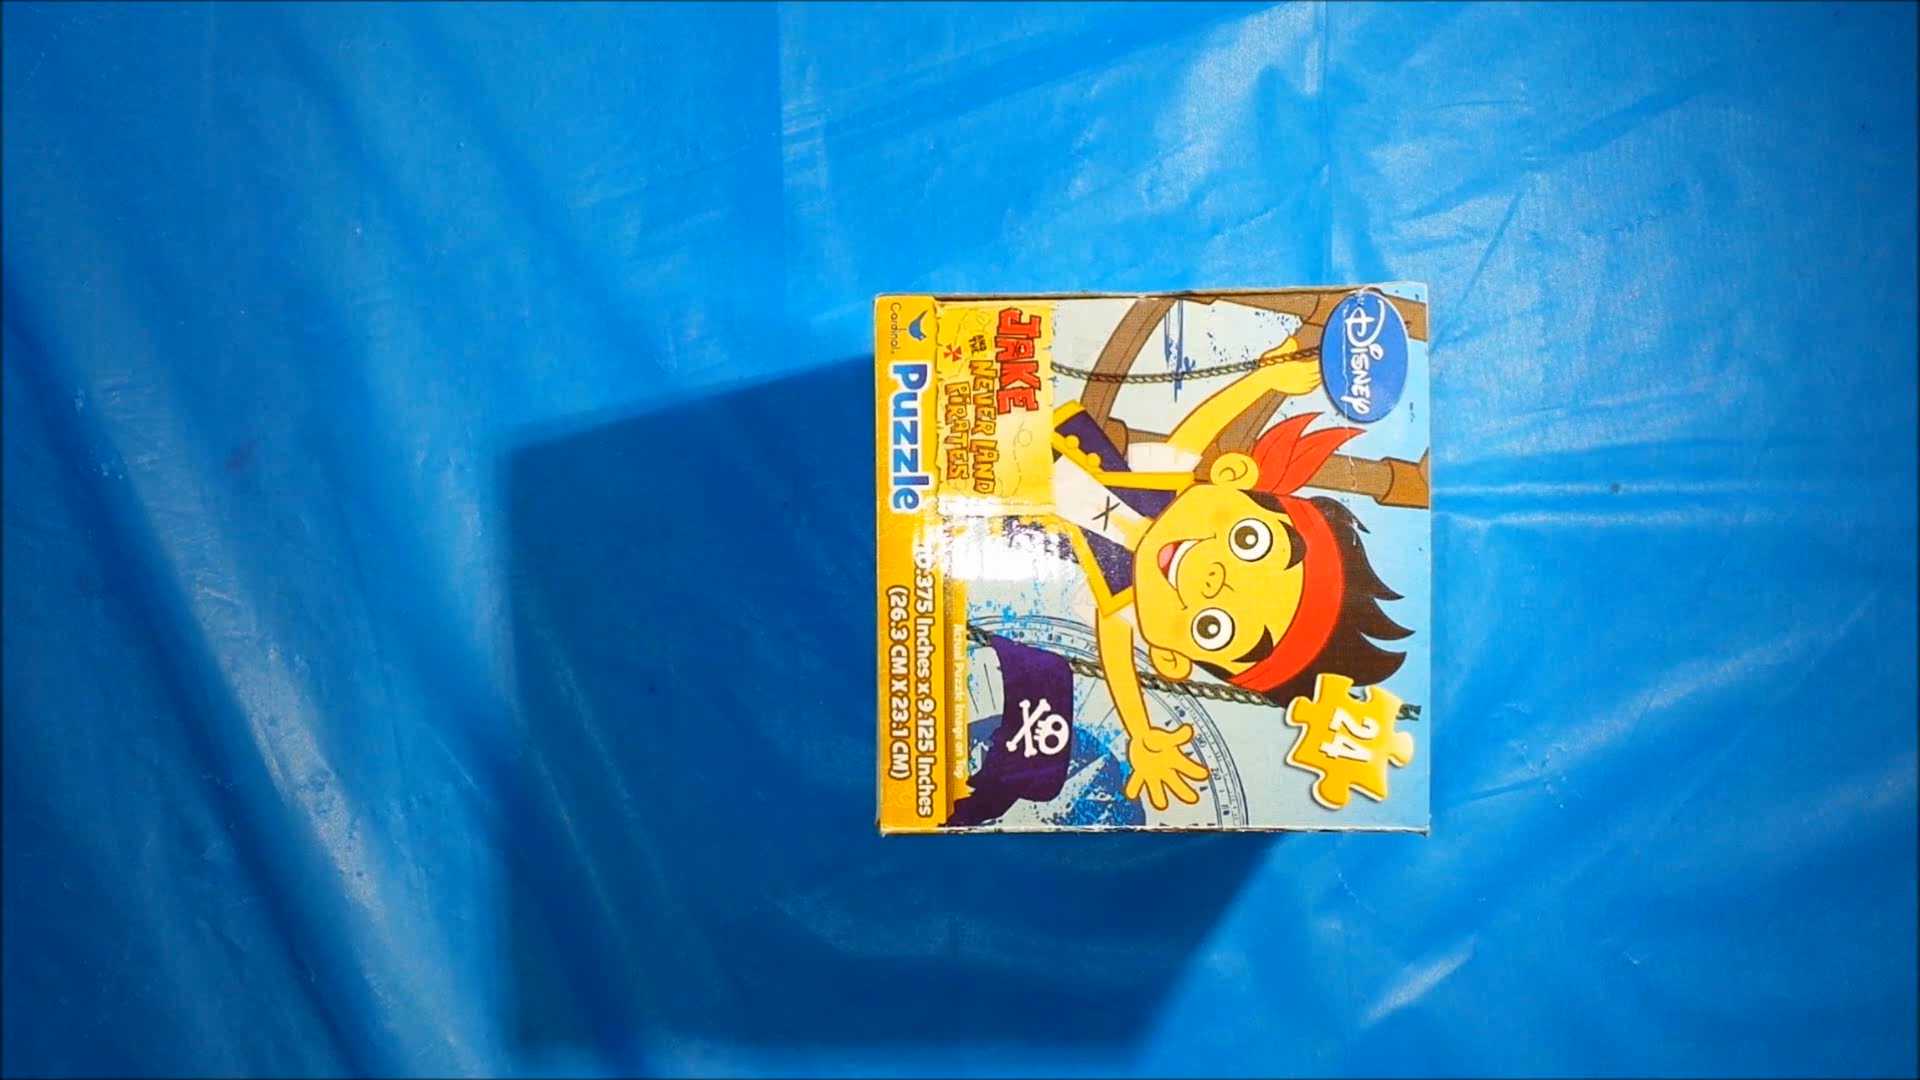 Disney
24
JAKE
AND THE
NEVER LAND
PIRATES
Cardinal®
Puzzle
Actual Puzzle Image on Top
10.375 Inches x 9.125 Inches
(26.3 CM X 23.1 CM)